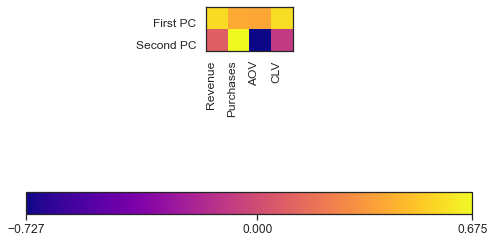 First PC
Second PC
Revenue
Purchases
AOV
CLV
−0.727 0.000 0.675